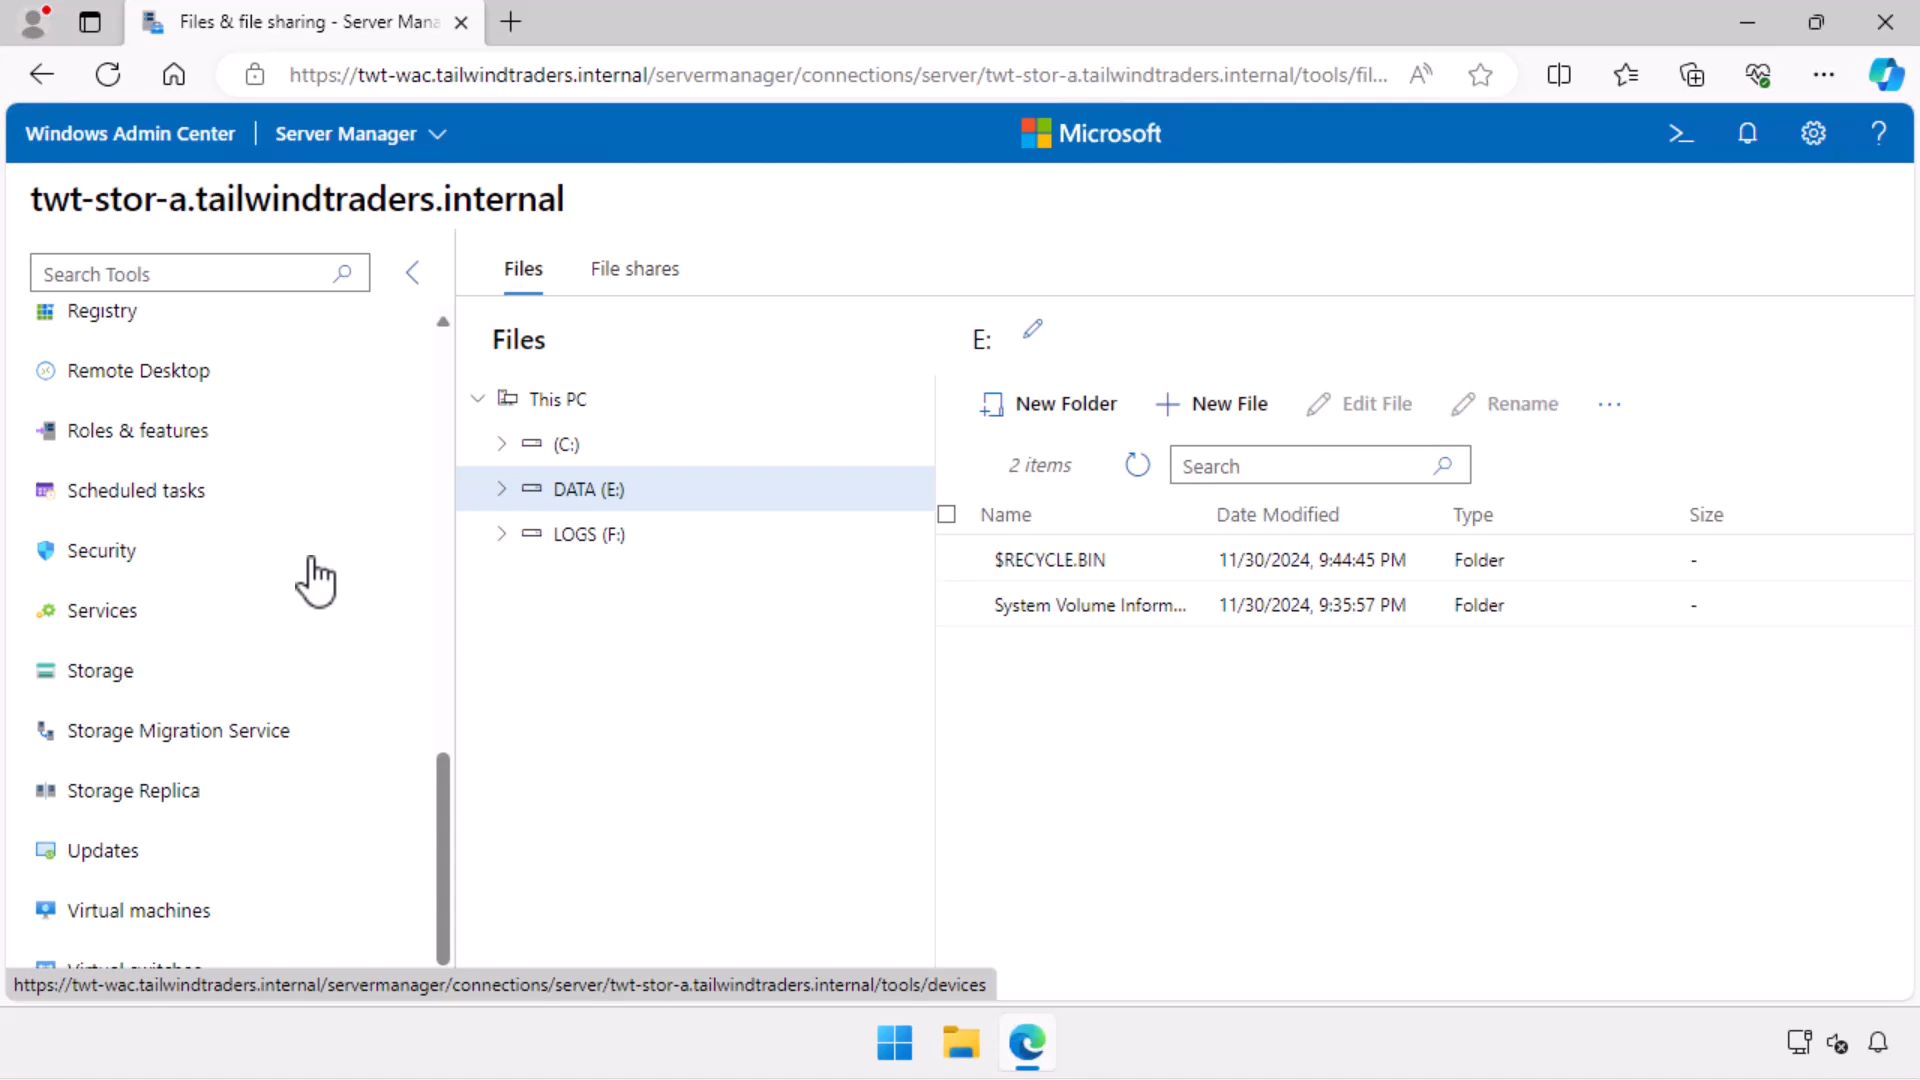 Files & file sharing - Server Mana
https://twt-wac.tailwindtraders.internal/servermanager/connections/server/twt-stor-a.tailwindtraders.internal/tools/fil...
Windows Admin Center | Server Manager
Microsoft
twt-stor-a.tailwindtraders.internal
Search Tools
Registry
Remote Desktop
Roles & features
Scheduled tasks
Security
Services
Storage
Storage Migration Service
Storage Replica
Updates
Virtual machines
Virtual switches
Files File shares
Files
This PC
(C:)
DATA (E:)
LOGS (F:)
E:
New Folder New File Edit File Rename ...
2 items Search
Name Date Modified Type Size
$RECYCLE.BIN 11/30/2024, 9:44:45 PM Folder -
System Volume Inform... 11/30/2024, 9:35:57 PM Folder -
https://twt-wac.tailwindtraders.internal/servermanager/connections/server/twt-stor-a.tailwindtraders.internal/tools/devices